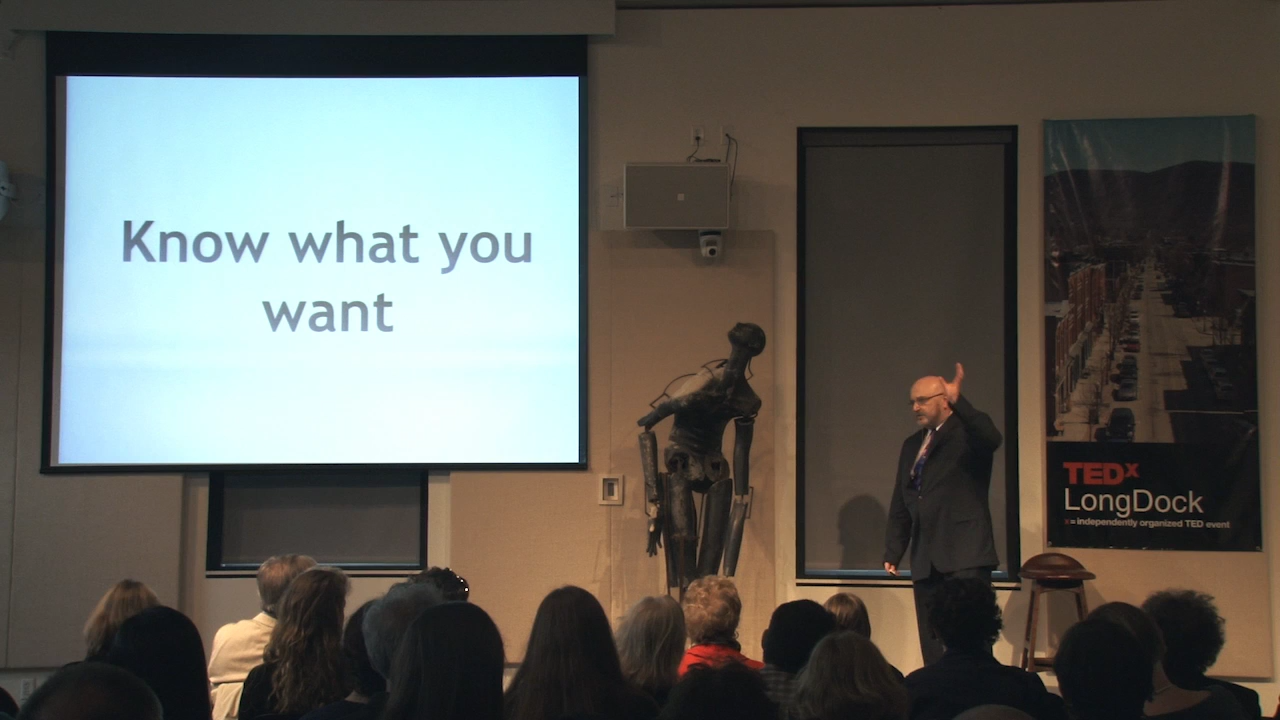 Know what you
want
TEDx
LongDock
x = independently organized TED event